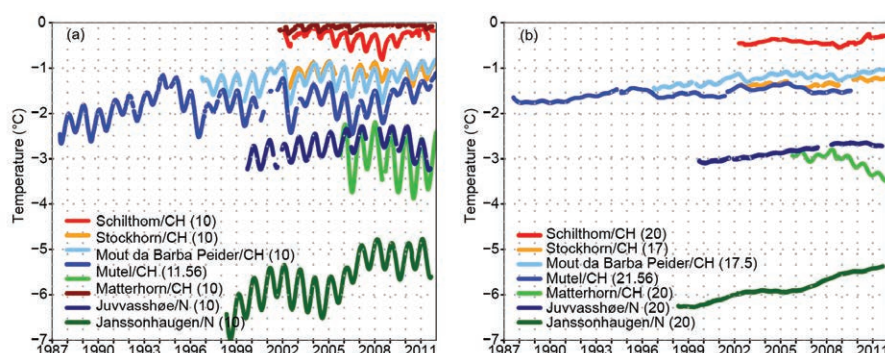 (a)
Temperature (°C)
0
−1
−2
−3
−4
−5
−6
−7
Schilthom/CH (10)
Stockhorn/CH (10)
Mout da Barba Peider/CH (10)
Mutel/CH (11.56)
Matterhorn/CH (10)
Juvvasshøe/N (10)
Janssonhaugen/N (10)
1987 1990 1993 1996 1999 2002 2005 2008 2011
(b)
Temperature (°C)
0
−1
−2
−3
−4
−5
−6
−7
Schilthom/CH (20)
Stockhorn/CH (17)
Mout da Barba Peider/CH (17.5)
Mutel/CH (21.56)
Matterhorn/CH (20)
Juvvasshøe/N (20)
Janssonhaugen/N (20)
1987 1990 1993 1996 1999 2002 2005 2008 2011